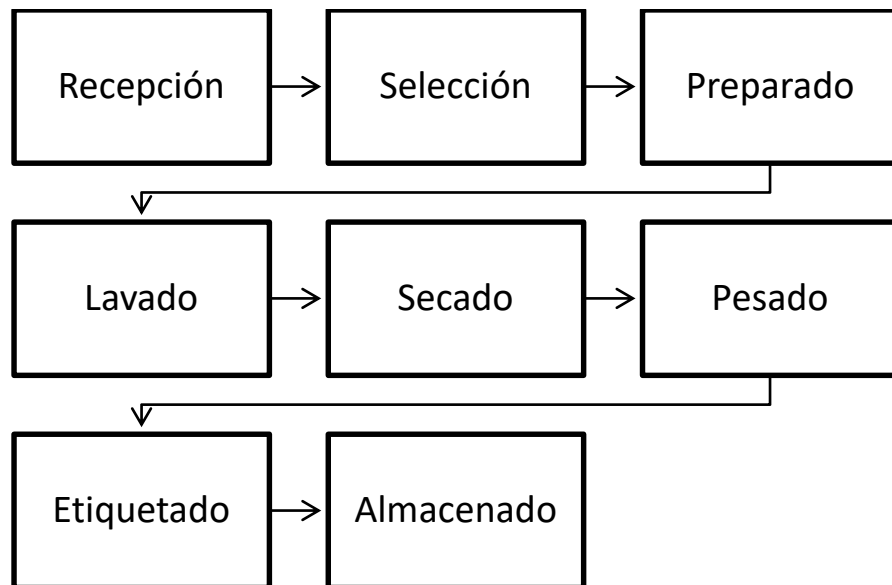 Recepción
Selección
Preparado
Lavado
Secado
Pesado
Etiquetado
Almacenado